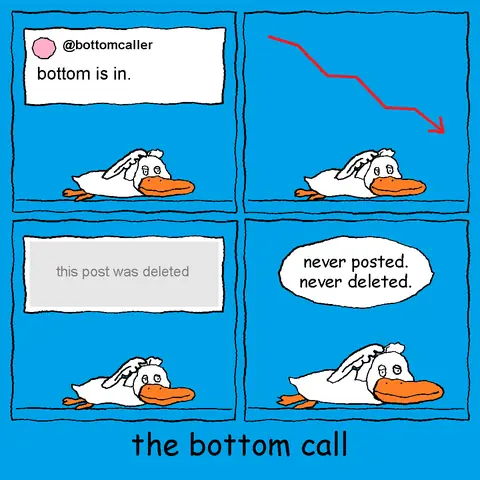 @bottomcaller
bottom is in.
this post was deleted
never posted.
never deleted.
the bottom call